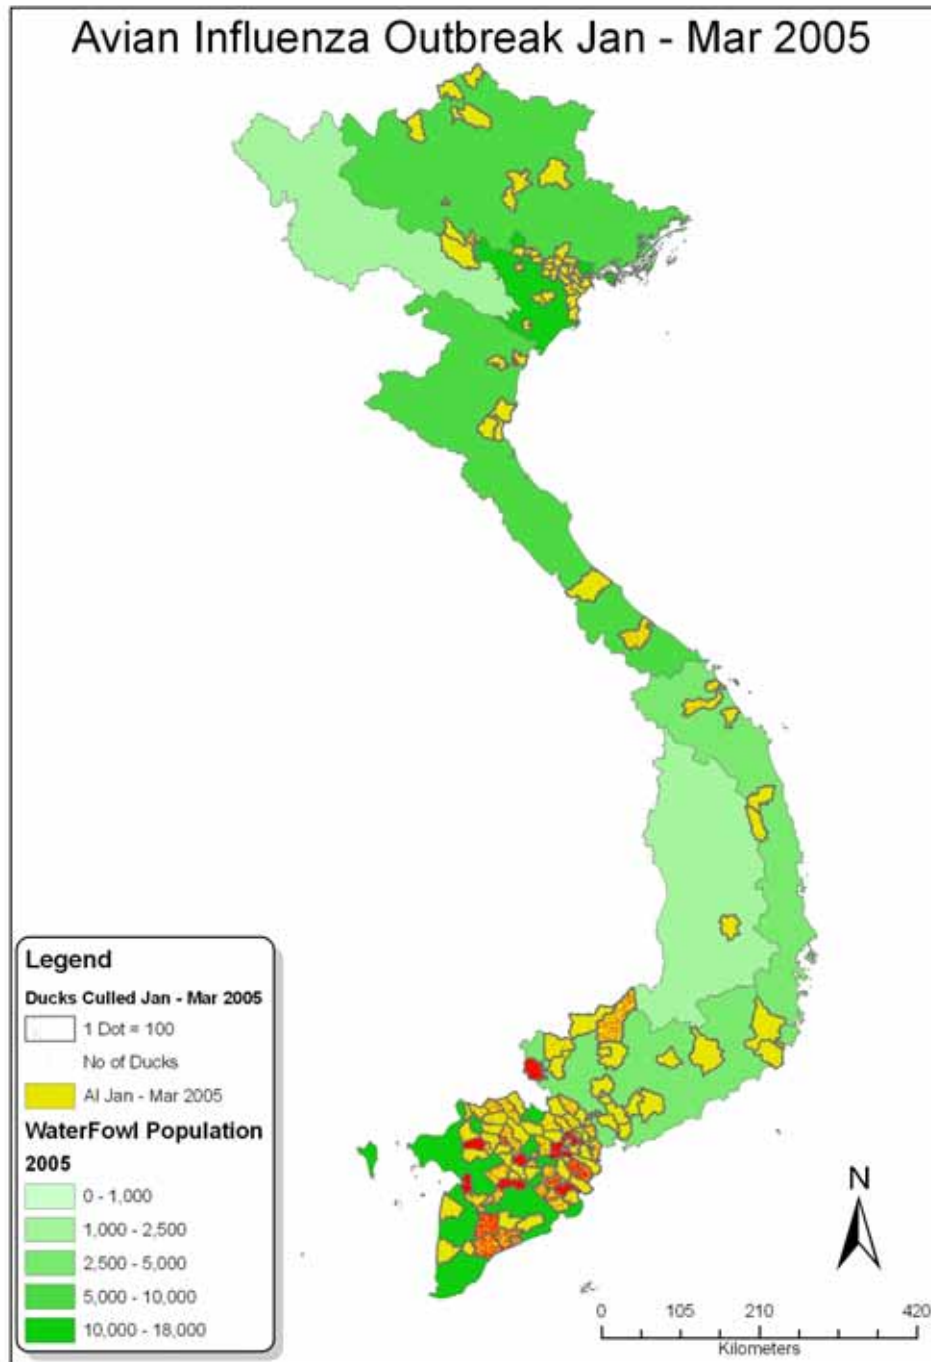 Avian Influenza Outbreak Jan - Mar 2005
Legend
Ducks Culled Jan - Mar 2005
1 Dot = 100
No of Ducks
AI Jan - Mar 2005
WaterFowl Population
2005
0 - 1,000
1,000 - 2,500
2,500 - 5,000
5,000 - 10,000
10,000 - 18,000
N
0 105 210 420
Kilometers